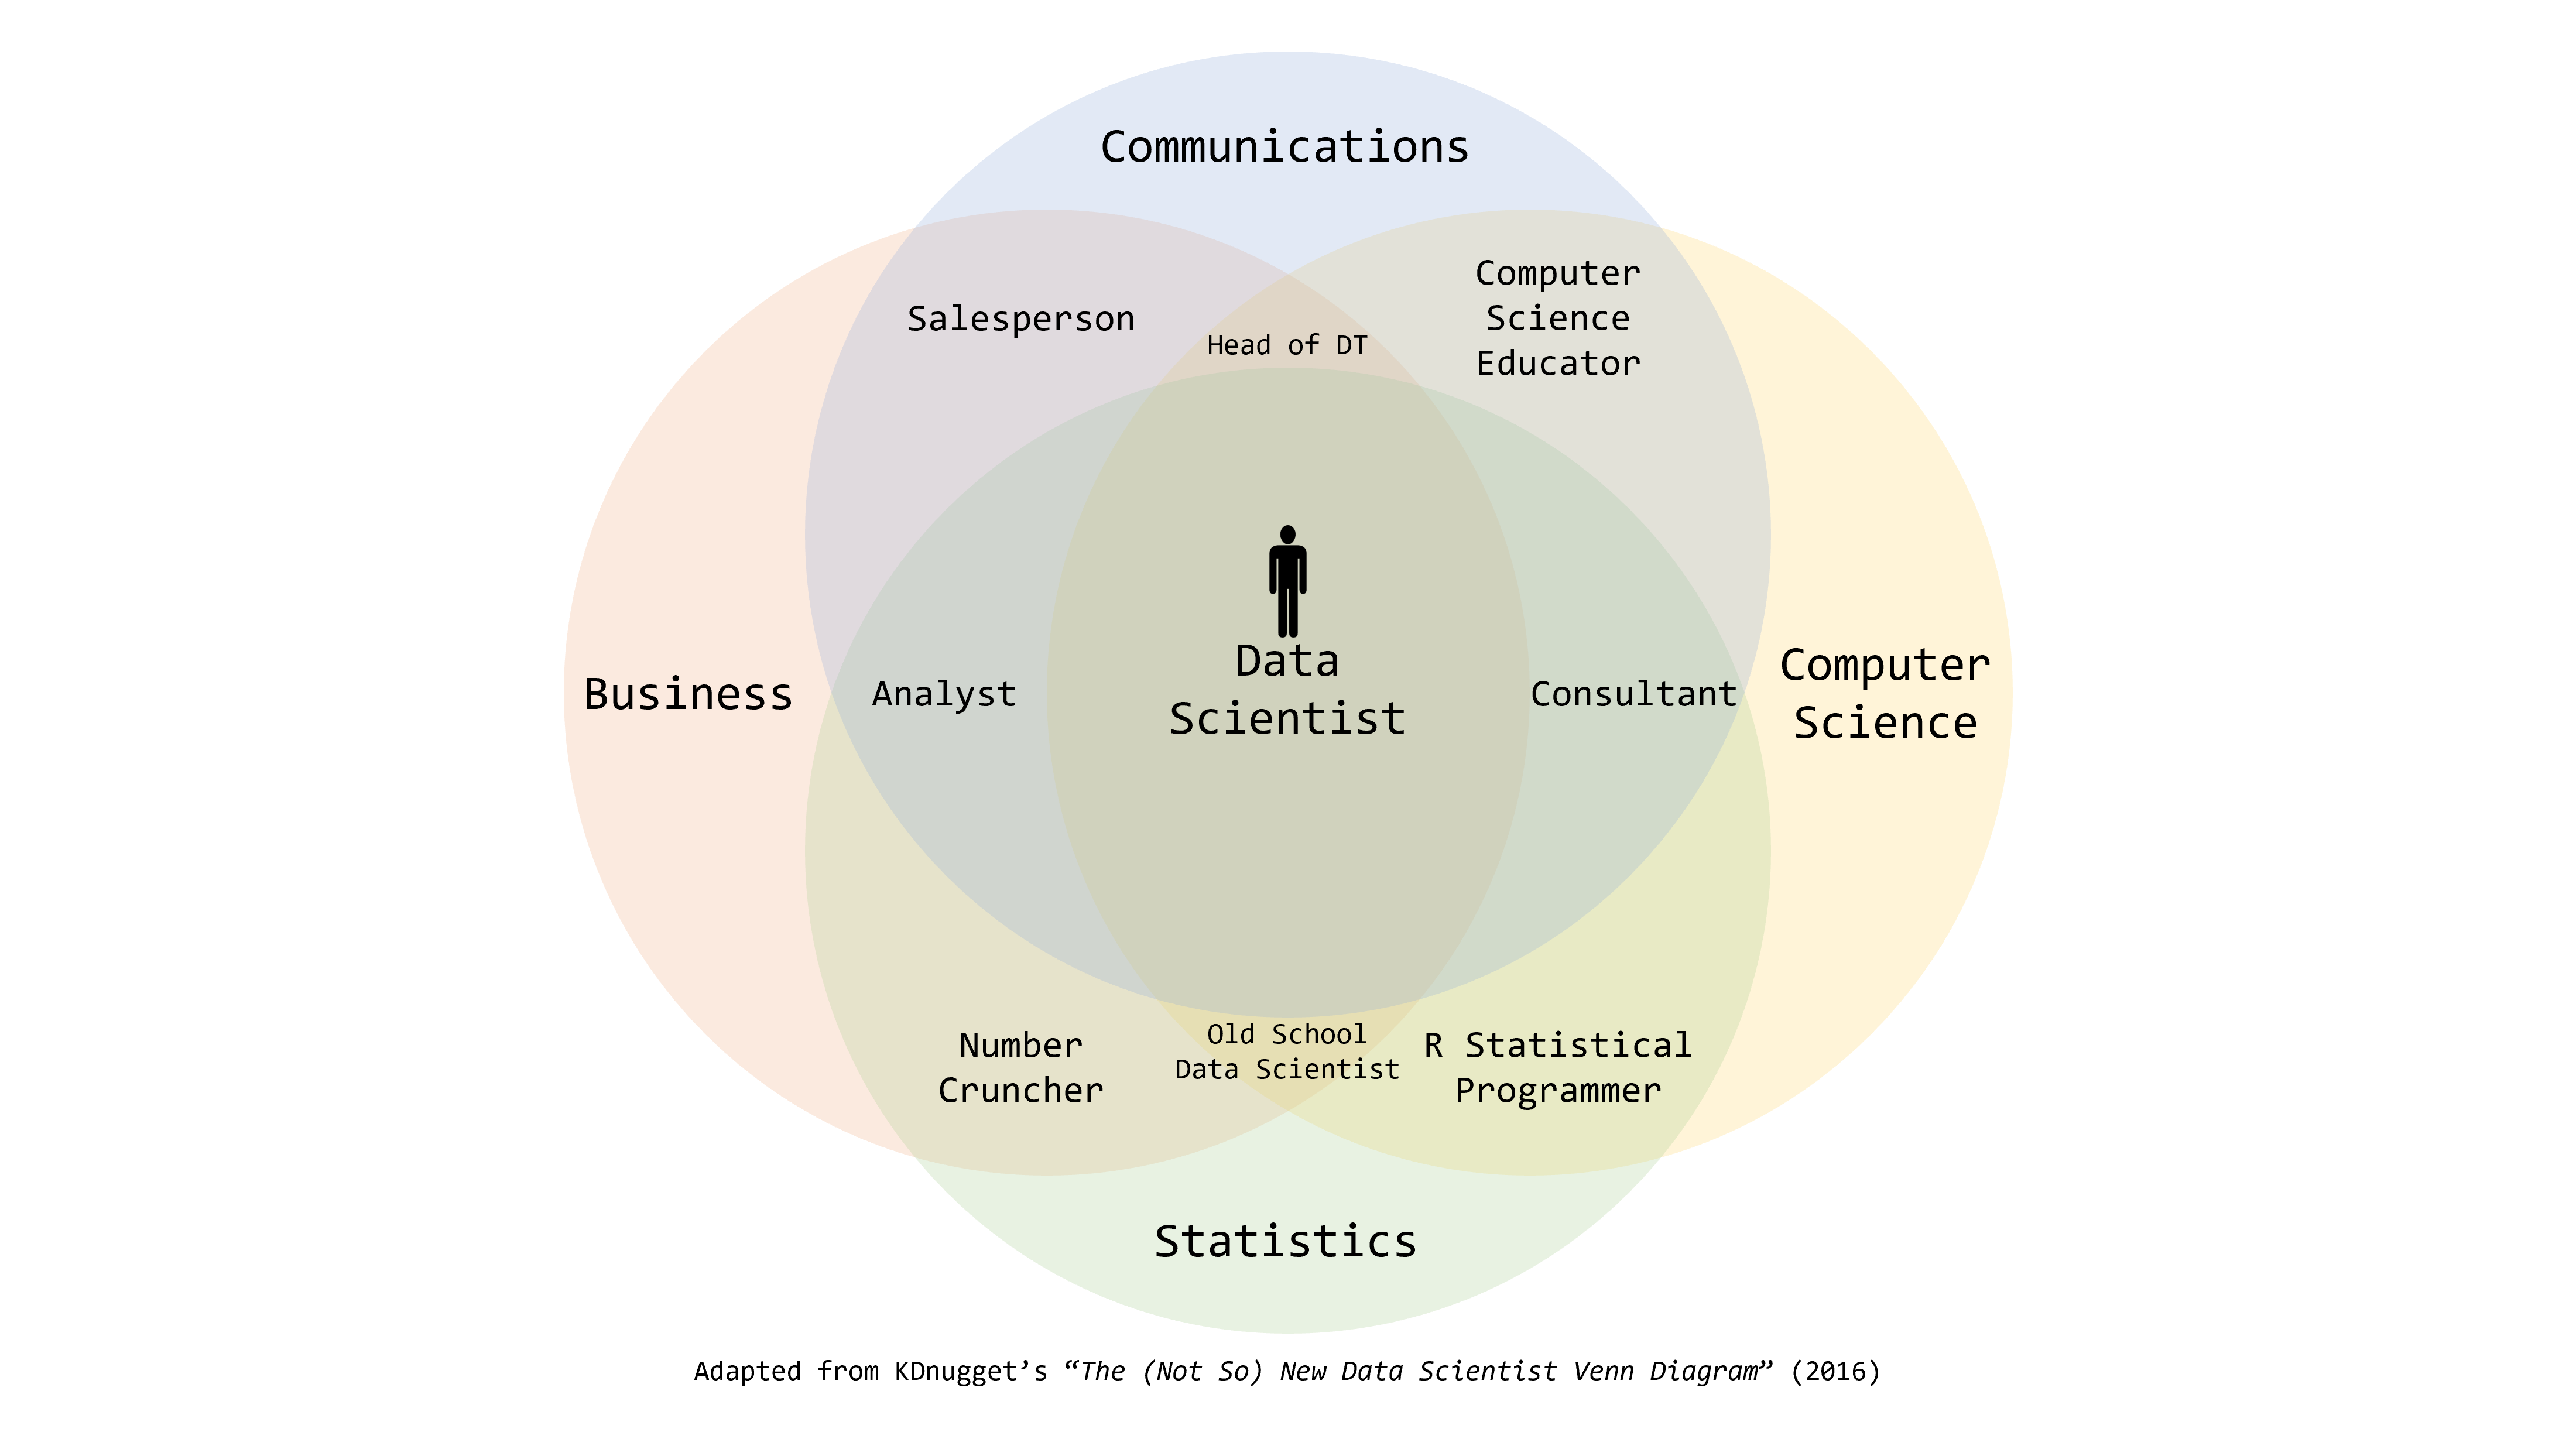 Communications
Salesperson
Head of DT
Computer
Science
Educator
Business
Analyst
Data
Scientist
Consultant
Computer
Science
Number
Cruncher
Old School
Data Scientist
R Statistical
Programmer
Statistics
Adapted from KDnugget’s “The (Not So) New Data Scientist Venn Diagram” (2016)